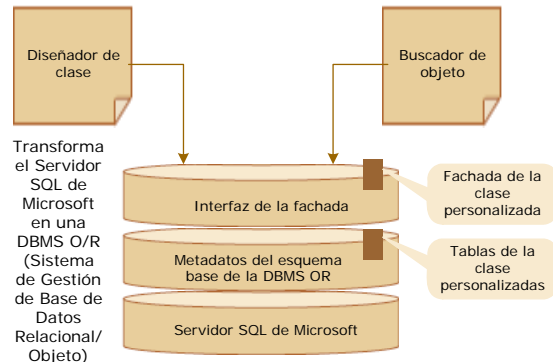 Diseñador de
clase
Buscador de
objeto
Transforma
el Servidor
SQL de
Microsoft
en una
DBMS O/R
(Sistema
de Gestión
de Base de
Datos
Relacional/
Objeto)
Interfaz de la fachada
Fachada de la
clase
personalizada
Metadatos del esquema
base de la DBMS OR
Tablas de la
clase
personalizadas
Servidor SQL de Microsoft